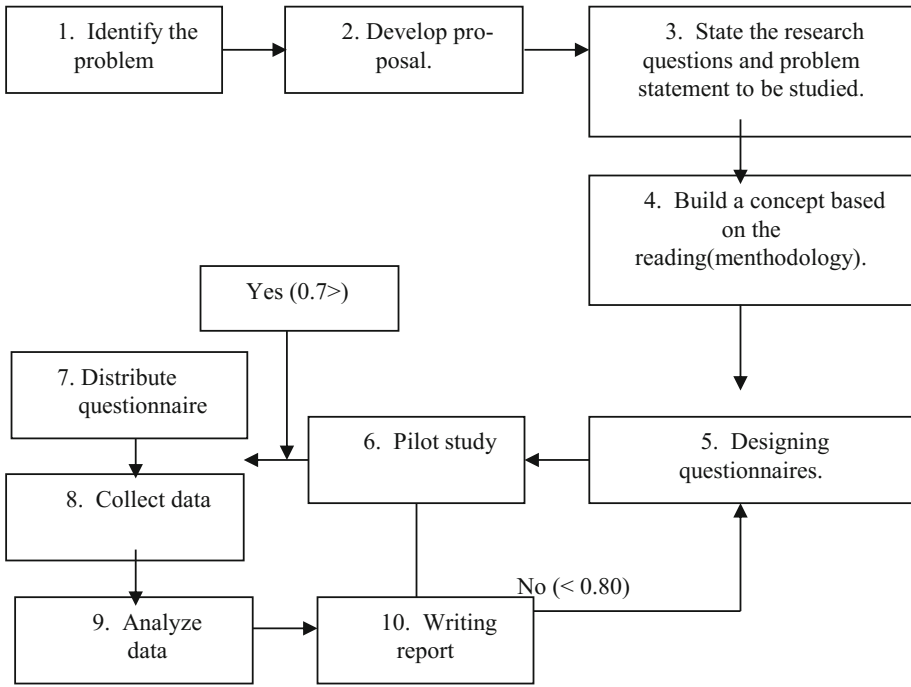 1. Identify the
problem
2. Develop pro-
posal.
3. State the research
questions and problem
statement to be studied.
4. Build a concept based
on the
reading(menthodology).
Yes (0.7>)
7. Distribute
questionnaire
6. Pilot study
5. Designing
questionnaires.
8. Collect data
No (< 0.80)
9. Analyze
data
10. Writing
report